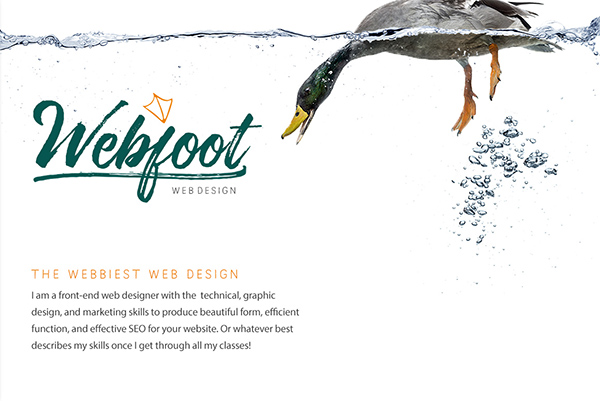 Webfoot
WEB DESIGN
THE WEBBIEST WEB DESIGN
I am a front-end web designer with the technical, graphic
design, and marketing skills to produce beautiful form, efficient
function, and effective SEO for your website. Or whatever best
describes my skills once I get through all my classes!